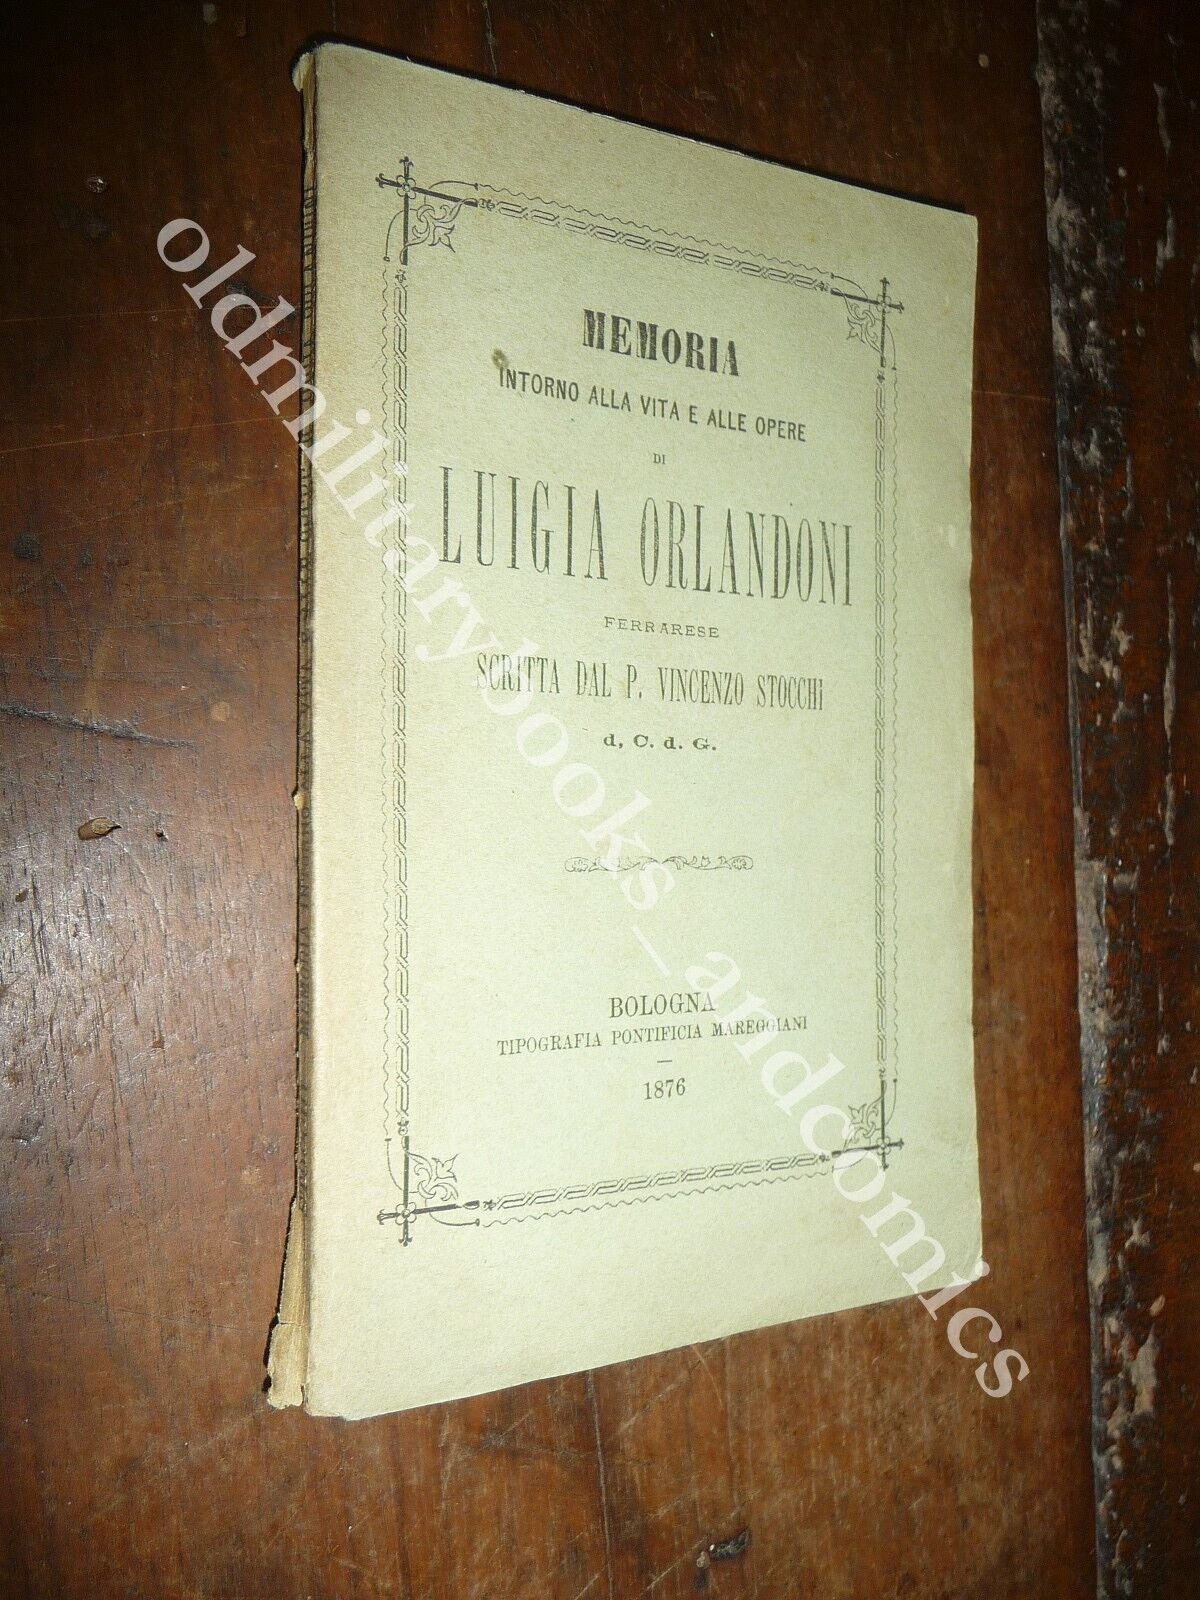 MEMORIA
INTORNO ALLA VITA E ALLE OPERE
DI
LUIGIA ORLANDONI
FERRARESE
SCRITTA DAL P. VINCENZO STOCCHI
d, C. d. G.
BOLOGNA
TIPOGRAFIA PONTIFICIA MAREGGIANI
1876
oldmilitarybooks_andcomics